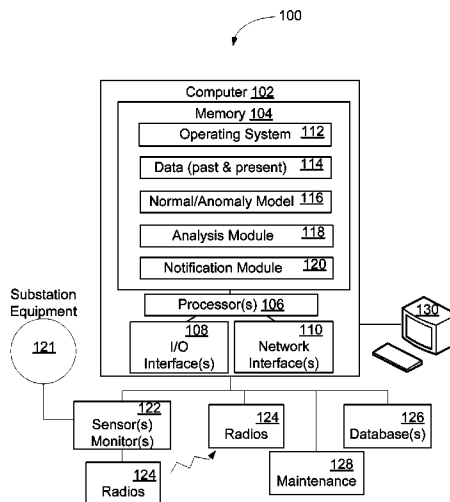 100
Computer 102
Memory 104
Operating System 112
Data (past & present) 114
Normal/Anomaly Model 116
Analysis Module 118
Notification Module 120
Processor(s) 106
108
I/O
Interface(s)
110
Network
Interface(s)
130
Substation
Equipment
121
122
Sensor(s)
Monitor(s)
124
Radios
124
Radios
126
Database(s)
128
Maintenance